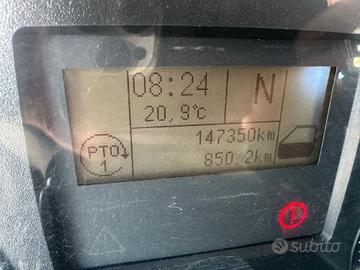 08:24 N
20,9°C
147350km
PTO 850,2km
1
subito